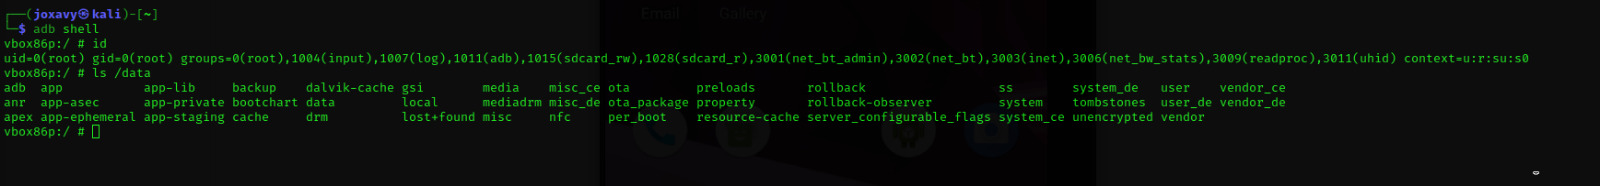 Email Gallery
┌──(joxavy㉿kali)-[~]
└─$ adb shell
vbox86p:/ # id
uid=0(root) gid=0(root) groups=0(root),1004(input),1007(log),1011(adb),1015(sdcard_rw),1028(sdcard_r),3001(net_bt_admin),3002(net_bt),3003(inet),3006(net_bw_stats),3009(readproc),3011(uhid) context=u:r:su:s0
vbox86p:/ # ls /data
adb app app-lib backup dalvik-cache gsi media misc_ce ota preloads rollback ss system_de user vendor_ce
anr app-asec app-private bootchart data local mediadrm misc_de ota_package property rollback-observer system tombstones user_de vendor_de
apex app-ephemeral app-staging cache drm lost+found misc nfc per_boot resource-cache server_configurable_flags system_ce unencrypted vendor
vbox86p:/ #